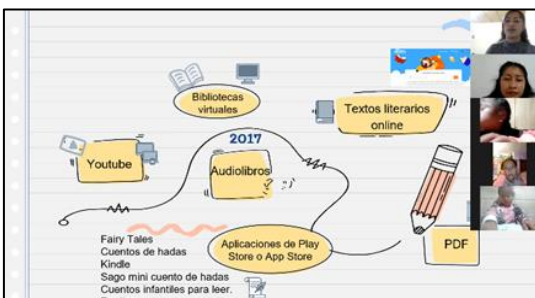 Bibliotecas
virtuales
Textos literarios
online
2017
Youtube
Audiolibros
Fairy Tales
Cuentos de hadas
Kindle
Sago mini cuento de hadas
Cuentos infantiles para leer.
Aplicaciones de Play
Store o App Store
PDF